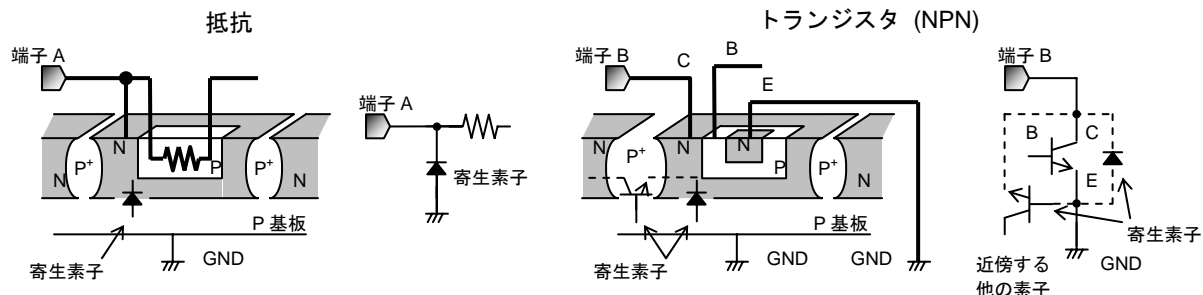 抵抗
トランジスタ (NPN)
端子 A
端子 B
C
B
E
端子 B
端子 A
N
P
P+
P+
N
N
寄生素子
P 基板
寄生素子
GND
N
P+
N
N
P
P+
N
P 基板
寄生素子
GND
B
C
E
寄生素子
GND
近傍する
他の素子